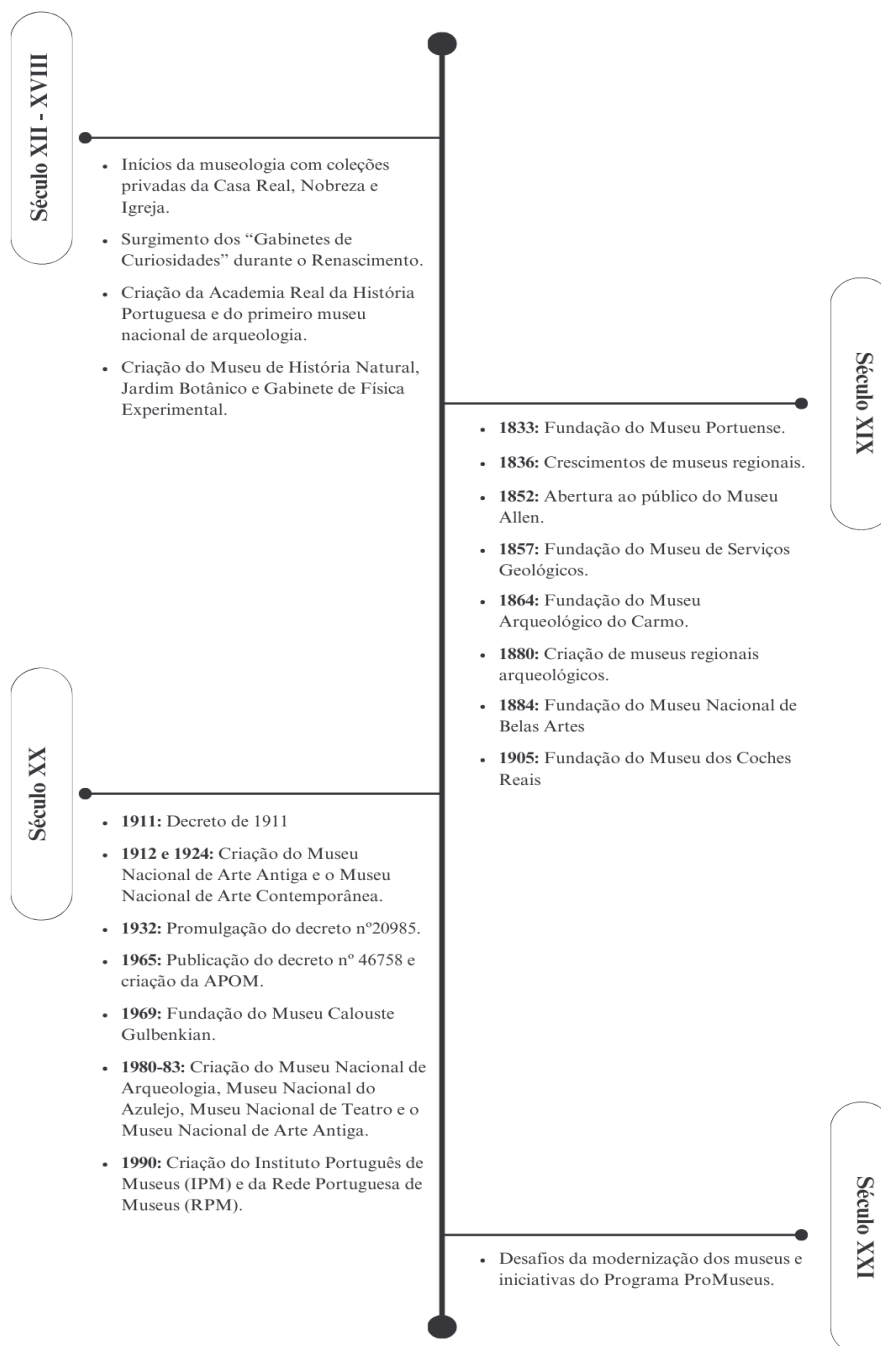 Século XII - XVIII
• Inícios da museologia com coleções
privadas da Casa Real, Nobreza e
Igreja.
• Surgimento dos “Gabinetes de
Curiosidades” durante o Renascimento.
• Criação da Academia Real da História
Portuguesa e do primeiro museu
nacional de arqueologia.
• Criação do Museu de História Natural,
Jardim Botânico e Gabinete de Física
Experimental.
Século XIX
• 1833: Fundação do Museu Portuense.
• 1836: Crescimentos de museus regionais.
• 1852: Abertura ao público do Museu
Allen.
• 1857: Fundação do Museu de Serviços
Geológicos.
• 1864: Fundação do Museu
Arqueológico do Carmo.
• 1880: Criação de museus regionais
arqueológicos.
• 1884: Fundação do Museu Nacional de
Belas Artes
• 1905: Fundação do Museu dos Coches
Reais
Século XX
• 1911: Decreto de 1911
• 1912 e 1924: Criação do Museu
Nacional de Arte Antiga e o Museu
Nacional de Arte Contemporânea.
• 1932: Promulgação do decreto nº20985.
• 1965: Publicação do decreto nº 46758 e
criação da APOM.
• 1969: Fundação do Museu Calouste
Gulbenkian.
• 1980-83: Criação do Museu Nacional de
Arqueologia, Museu Nacional do
Azulejo, Museu Nacional de Teatro e o
Museu Nacional de Arte Antiga.
• 1990: Criação do Instituto Português de
Museus (IPM) e da Rede Portuguesa de
Museus (RPM).
Século XXI
• Desafios da modernização dos museus e
iniciativas do Programa ProMuseus.